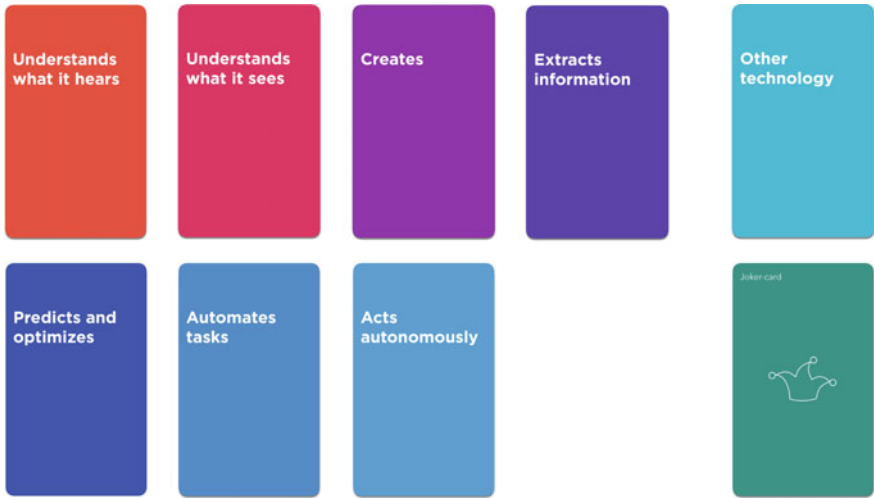 Understands
what it hears
Understands
what it sees
Creates
Extracts
information
Other
technology
Predicts and
optimizes
Automates
tasks
Acts
autonomously
Joker-card